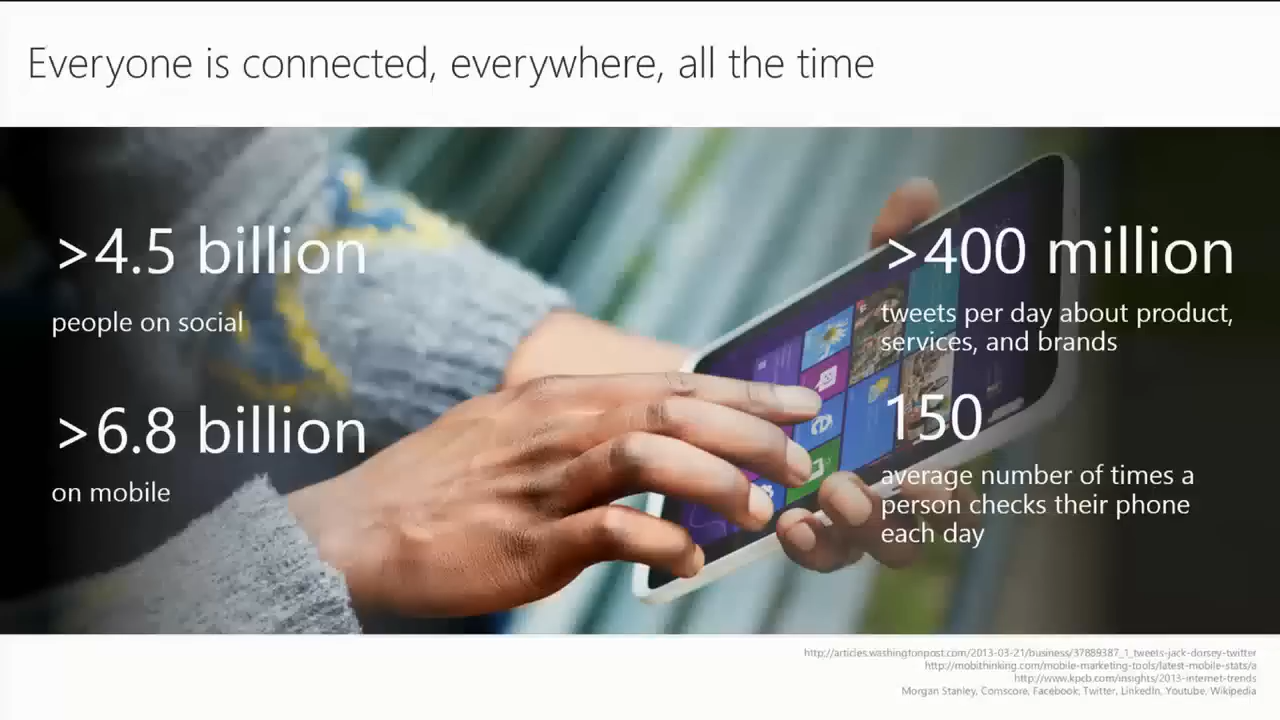 Everyone is connected, everywhere, all the time
>4.5 billion
people on social
>6.8 billion
on mobile
>400 million
tweets per day about product,
services, and brands
150
average number of times a
person checks their phone
each day
http://articles.washingtonpost.com/2013-03-21/business/37889387_1_tweets-jack-dorsey-twitter
http://mobithinking.com/mobile-marketing-tools/latest-mobile-stats/a
http://www.kpcb.com/insights/2013-internet-trends
Morgan Stanley, Comscore, Facebook, Twitter, LinkedIn, Youtube, Wikipedia